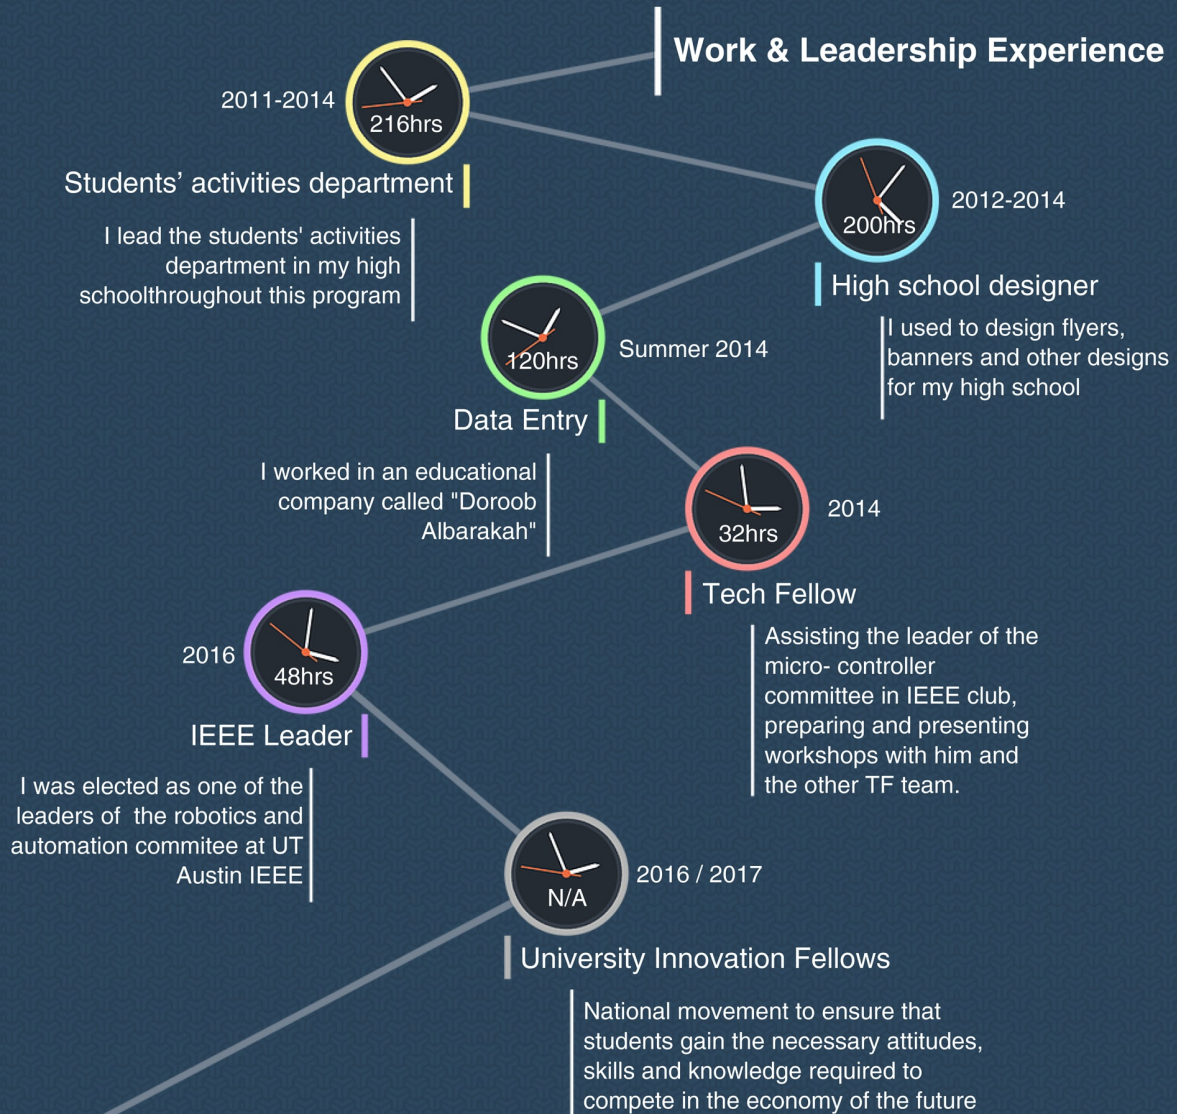 Work & Leadership Experience
2011-2014
216hrs
Students’ activities department
I lead the students' activities
department in my high
schoolthroughout this program
200hrs
2012-2014
High school designer
I used to design flyers,
banners and other designs
for my high school
120hrs
Summer 2014
Data Entry
I worked in an educational
company called "Doroob
Albarakah"
32hrs
2014
Tech Fellow
Assisting the leader of the
micro- controller
committee in IEEE club,
preparing and presenting
workshops with him and
the other TF team.
2016
48hrs
IEEE Leader
I was elected as one of the
leaders of  the robotics and
automation commitee at UT
Austin IEEE
N/A
2016 / 2017
University Innovation Fellows
National movement to ensure that
students gain the necessary attitudes,
skills and knowledge required to
compete in the economy of the future